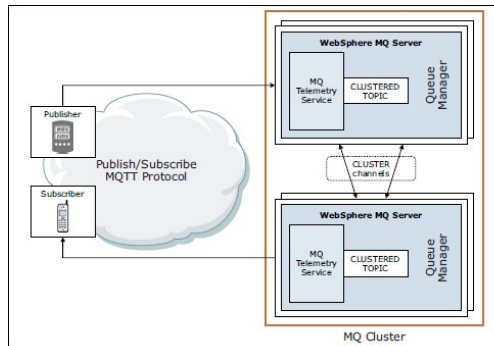 WebSphere MQ Server
MQ
Telemetry
Service
CLUSTERED
TOPIC
Queue
Manager
Publisher
Publish/Subscribe
MQTT Protocol
CLUSTER
channels
Subscriber
WebSphere MQ Server
MQ
Telemetry
Service
CLUSTERED
TOPIC
Queue
Manager
MQ Cluster